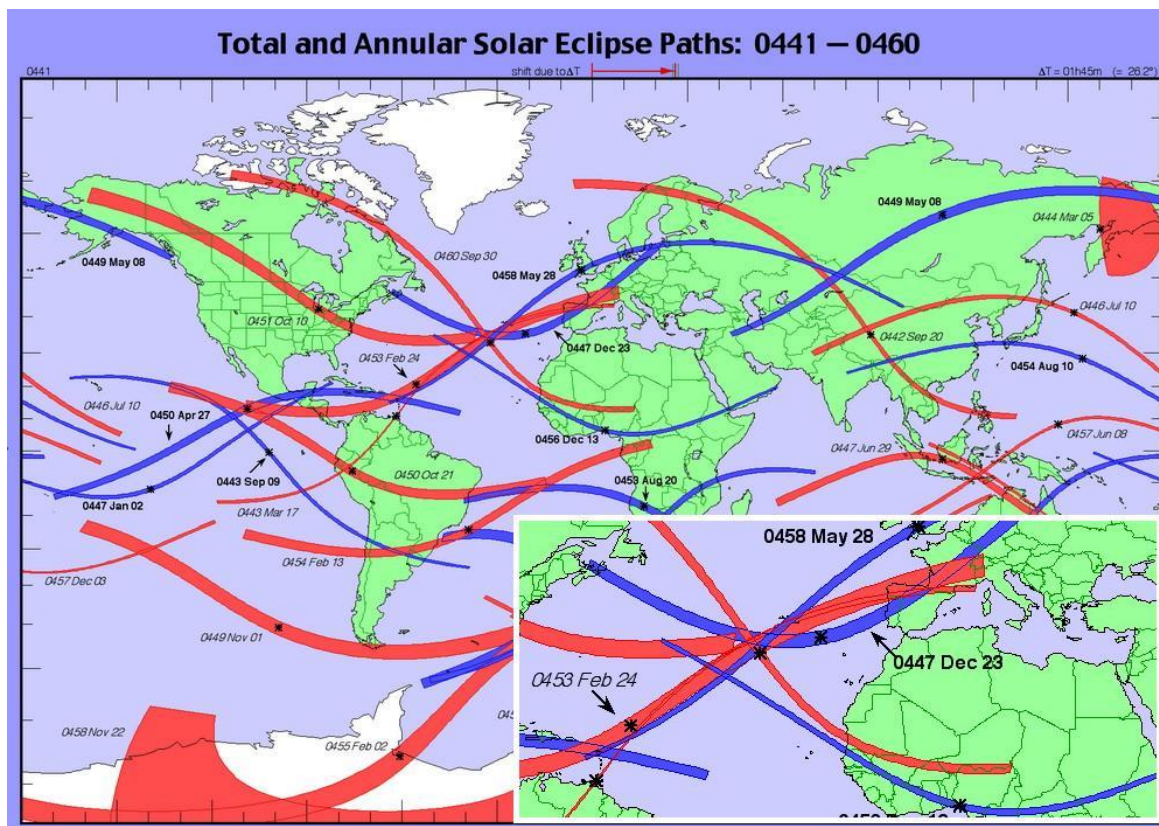 Total and Annular Solar Eclipse Paths: 0441 — 0460
0441
shift due to ΔT
ΔT = 01h45m (= 26.2°)
0449 May 08
0444 Mar 05
0460 Sep 30
0449 May 08
0458 May 28
0451 Oct 10
0446 Jul 10
0442 Sep 20
0447 Dec 23
0453 Feb 24
0454 Aug 10
0446 Jul 10
0450 Apr 27
0456 Dec 13
0457 Jun 08
0447 Jun 29
0443 Sep 09
0450 Oct 21
0453 Aug 20
0447 Jan 02
0443 Mar 17
0454 Feb 13
0457 Dec 03
0449 Nov 01
0458 Nov 22
0455 Feb 02
0458 May 28
0447 Dec 23
0453 Feb 24